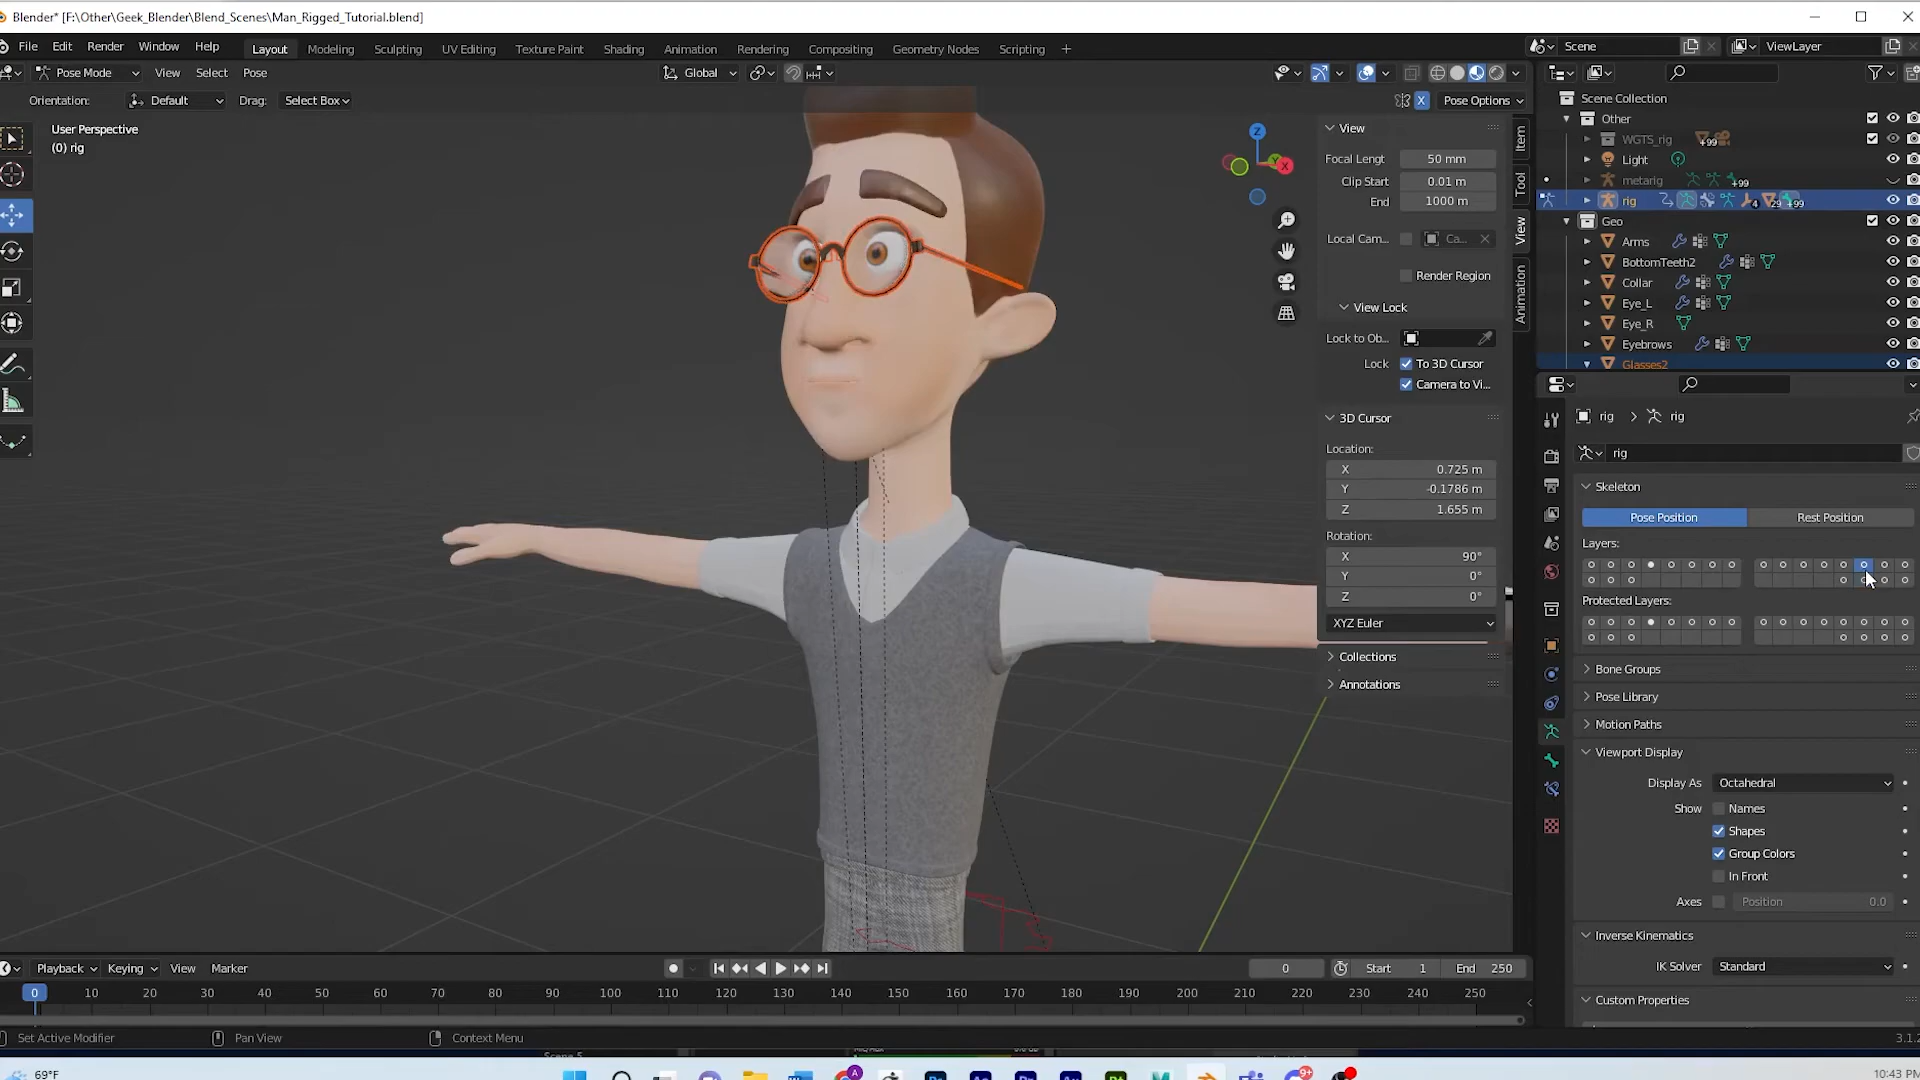 Blender* [F:\Other\Geek_Blender\Blend_Scenes\Man_Rigged_Tutorial.blend]
File Edit Render Window Help Layout Modeling Sculpting UV Editing Texture Paint Shading Animation Rendering Compositing Geometry Nodes Scripting + Scene ViewLayer
Pose Mode View Select Pose Global
Orientation: Default Drag: Select Box X Pose Options
User Perspective
(0) rig
Z
X
Item
Tool
View
Animation
View
Focal Lengt 50 mm
Clip Start 0.01 m
End 1000 m
Local Cam... Ca...
Render Region
View Lock
Lock to Ob...
Lock To 3D Cursor
Camera to Vi...
3D Cursor
Location:
X 0.725 m
Y -0.1786 m
Z 1.655 m
Rotation:
X 90°
Y 0°
Z 0°
XYZ Euler
Collections
Annotations
Scene Collection
Other
WGTS_rig +99
Light
metarig +99
rig 4 29 +99
Geo
Arms
BottomTeeth2
Collar
Eye_L
Eye_R
Eyebrows
Glasses2
rig > rig
rig
Skeleton
Pose Position Rest Position
Layers:
Protected Layers:
Bone Groups
Pose Library
Motion Paths
Viewport Display
Display As Octahedral
Show Names
Shapes
Group Colors
In Front
Axes Position 0.0
Inverse Kinematics
IK Solver Standard
Custom Properties
Playback Keying View Marker 0 Start 1 End 250
0 10 20 30 40 50 60 70 80 90 100 110 120 130 140 150 160 170 180 190 200 210 220 230 240 250
Set Active Modifier Pan View Context Menu 3.1.2
69°F
9+
10:43 PM